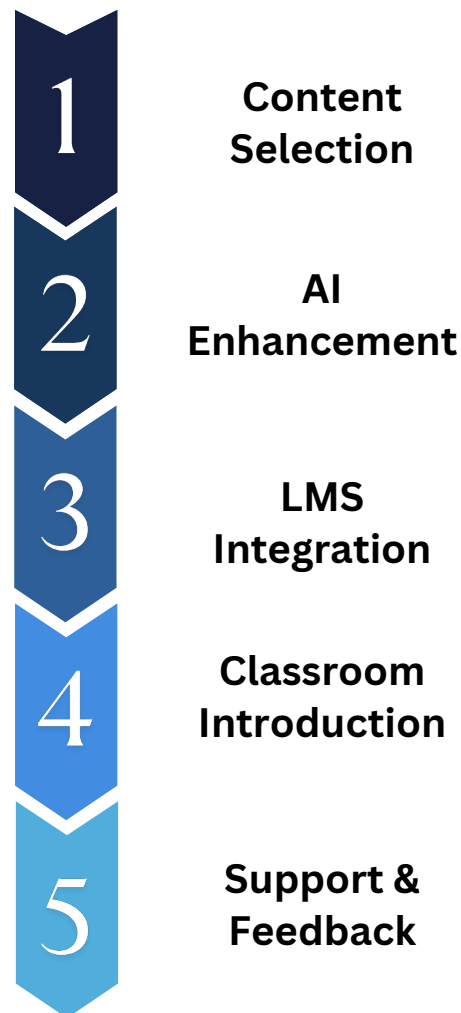 1
Content
Selection
2
AI
Enhancement
3
LMS
Integration
4
Classroom
Introduction
5
Support &
Feedback